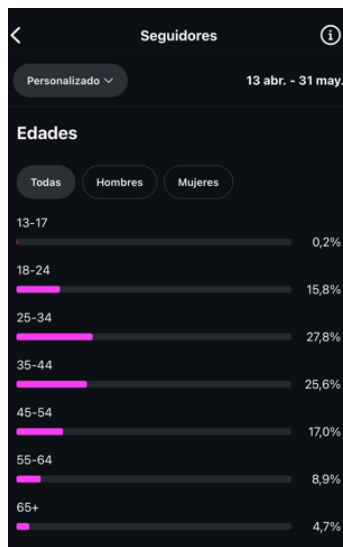 Seguidores
Personalizado
13 abr. - 31 may.
Edades
Todas Hombres Mujeres
13-17
0,2%
18-24
15,8%
25-34
27,8%
35-44
25,6%
45-54
17,0%
55-64
8,9%
65+
4,7%